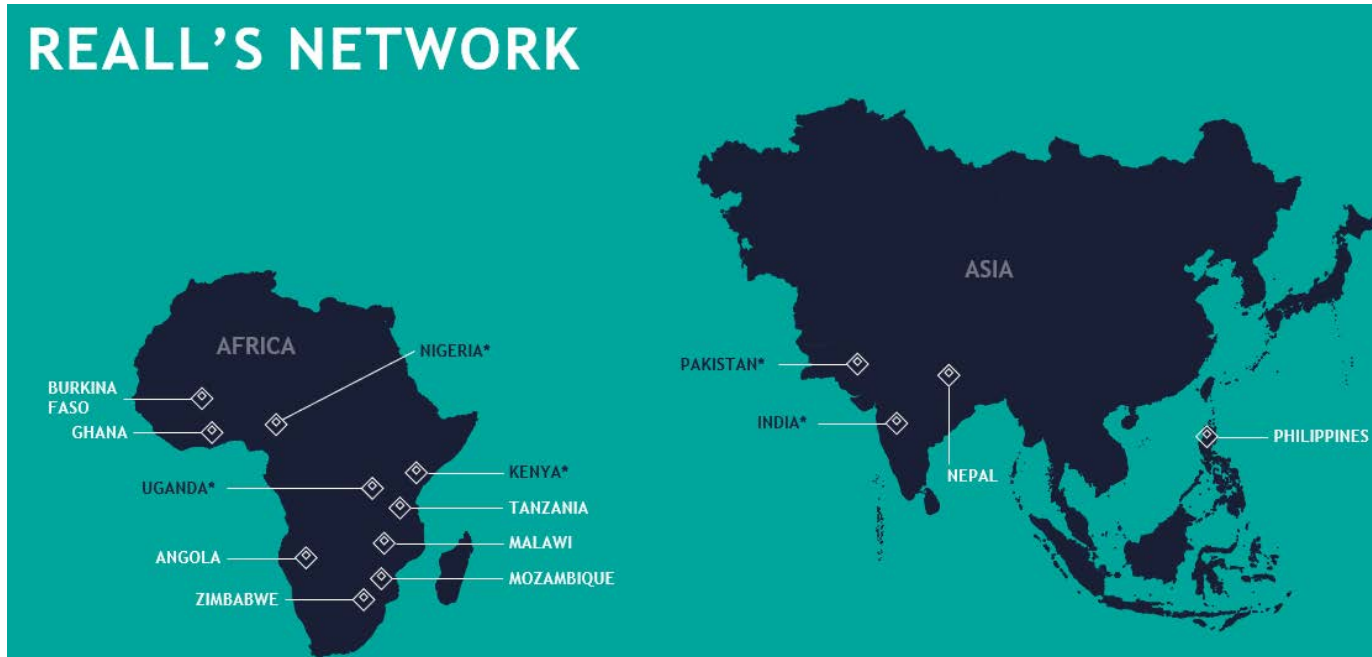 REALL'S NETWORK
AFRICA
NIGERIA*
BURKINA
FASO
GHANA
UGANDA*
KENYA*
TANZANIA
ANGOLA
MALAWI
MOZAMBIQUE
ZIMBABWE
ASIA
PAKISTAN*
INDIA*
NEPAL
PHILIPPINES